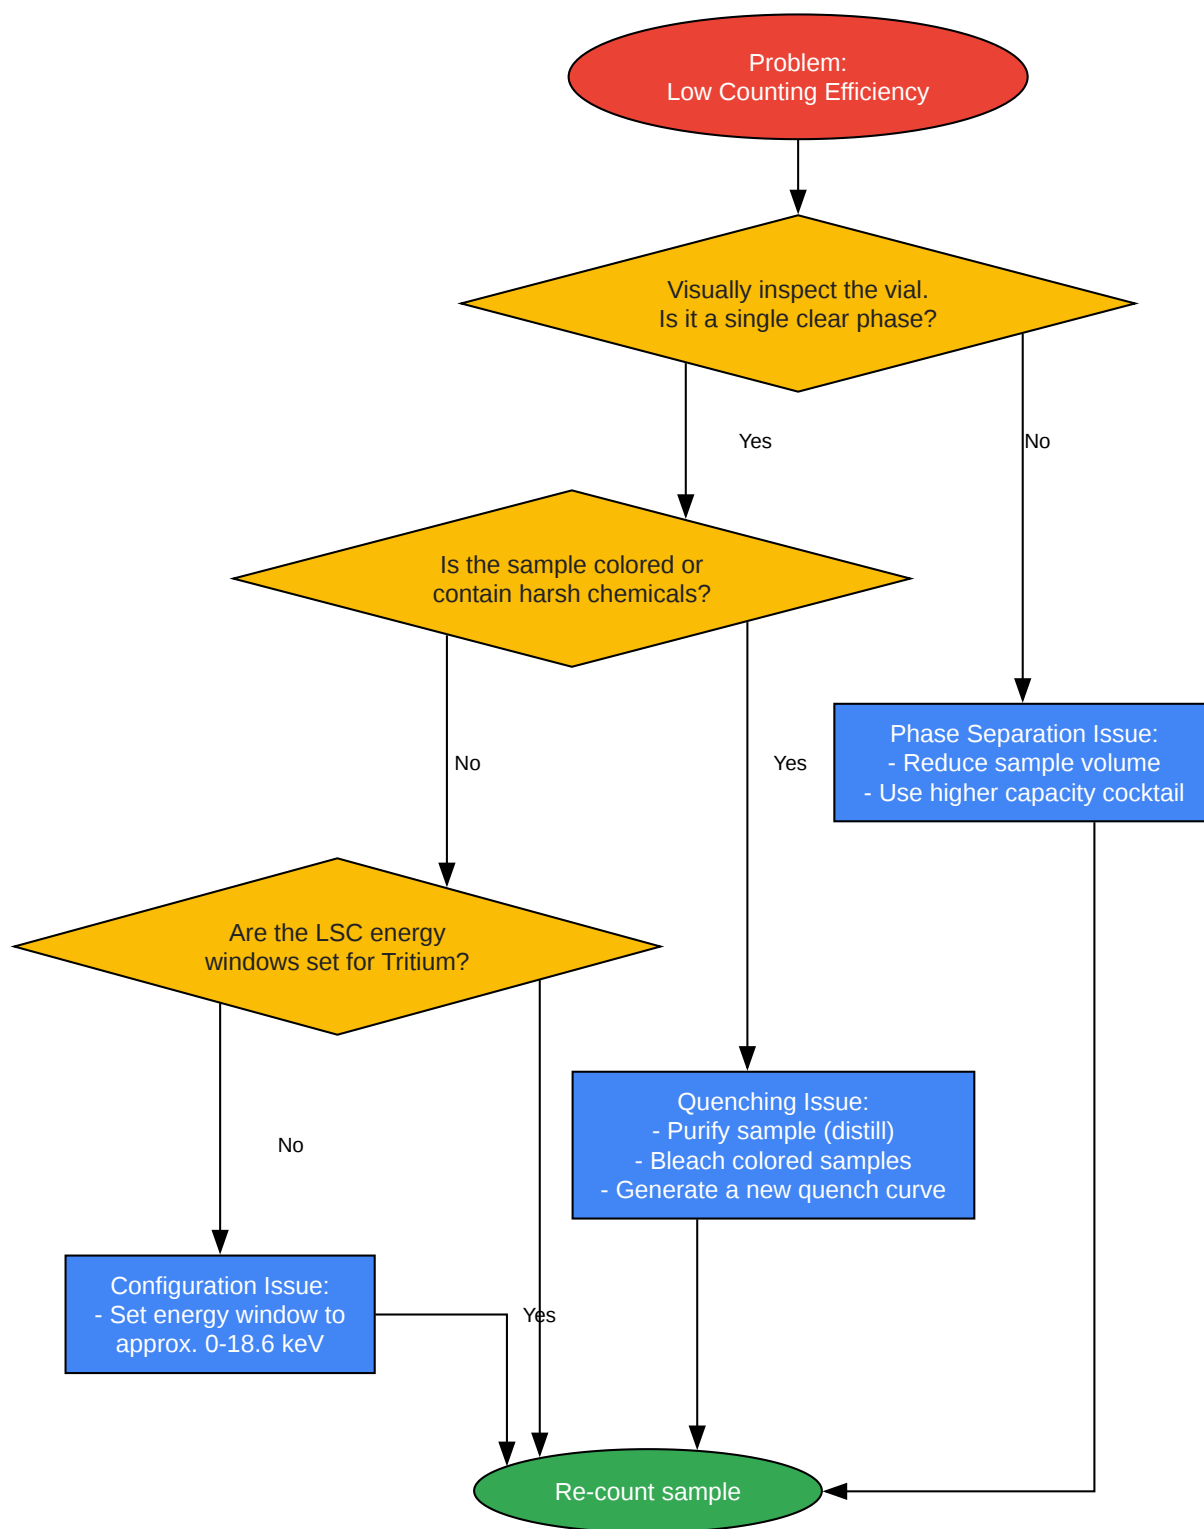 Problem:
Low Counting Efficiency
Visually inspect the vial.
Is it a single clear phase?
Yes
No
Is the sample colored or
contain harsh chemicals?
Phase Separation Issue:
- Reduce sample volume
- Use higher capacity cocktail
No
Yes
Are the LSC energy
windows set for Tritium?
Quenching Issue:
- Purify sample (distill)
- Bleach colored samples
- Generate a new quench curve
No
Configuration Issue:
- Set energy window to
approx. 0-18.6 keV
Yes
Re-count sample